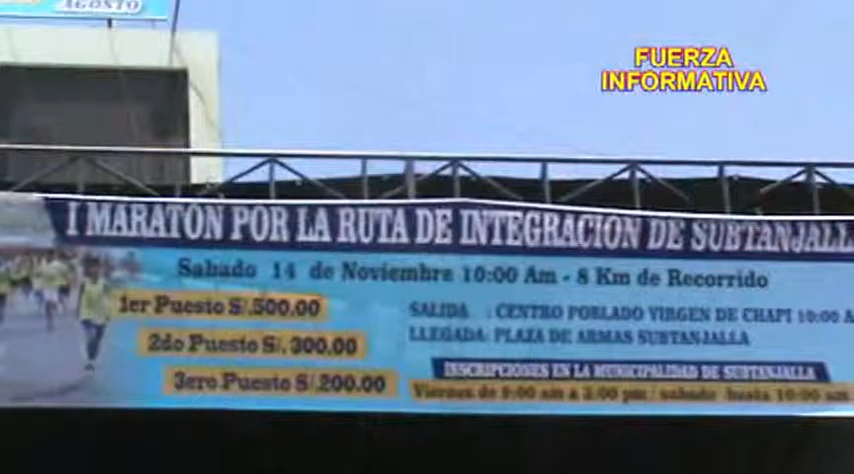 AGOSTO
FUERZA
INFORMATIVA
I MARATÓN POR LA RUTA DE INTEGRACIÓN DE SUBTANJALL
Sabado 14 de Noviembre 10:00 Am - 8 Km de Recorrido
1er Puesto S/.500.00
2do Puesto S/.300.00
3ero Puesto S/.200.00
SALIDA : CENTRO POBLADO VIRGEN DE CHAPI 10:00 A
LLEGADA: PLAZA DE ARMAS SUBTANJALLA
INSCRIPCIONES EN LA MUNICIPALIDAD DE SUBTANJALLA
Viernes de 9:00 am a 3:00 pm / sabado hasta 10:00 am